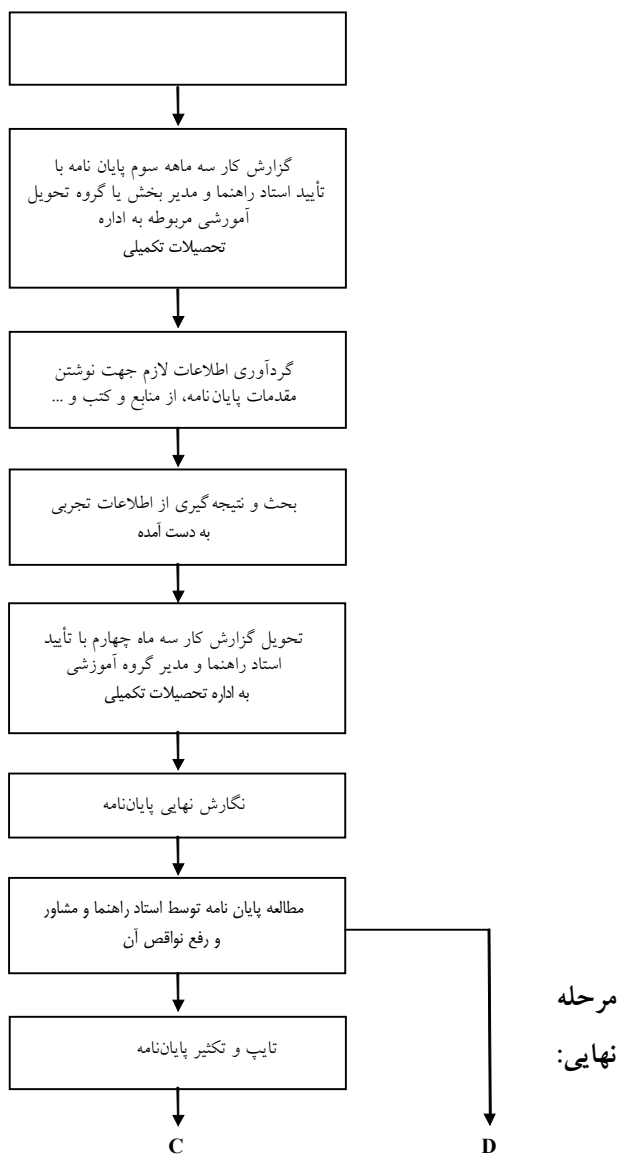 گزارش کار سه ماهه سوم پایان نامه با
تأیید استاد راهنما و مدیر بخش یا گروه تحویل
آمورشی مربوطه به اداره
تحصیلات تکمیلی
گردآوری اطلاعات لازم جهت نوشتن
مقدمات پایان‌نامه، از منابع و کتب و ...
بحث و نتیجه گیری از اطلاعات تجربی
به دست آمده
تحویل گزارش کار سه ماه چهارم با تأیید
استاد راهنما و مدیر گروه آموزشی
به اداره تحصیلات تکمیلی
نگارش نهایی پایان‌نامه
مطالعه پایان نامه توسط استاد راهنما و مشاور
و رفع نواقص آن
مرحله
نهایی:
تایپ و تکثیر پایان‌نامه
C
D